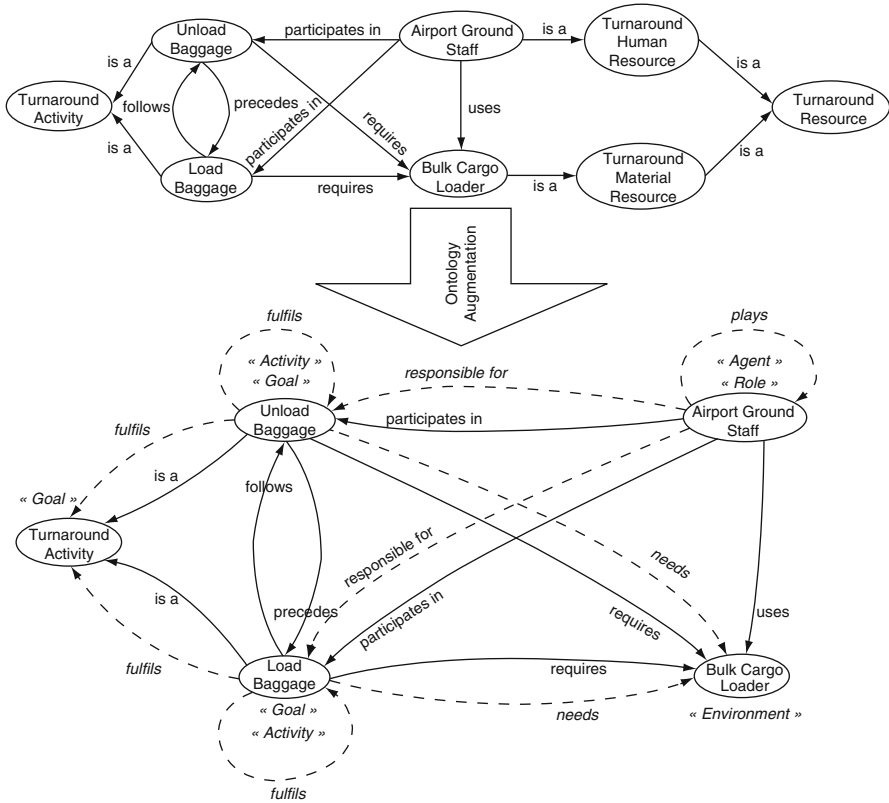 Unload
Baggage
participates in
Airport Ground
Staff
is a
Turnaround
Human
Resource
is a
is a
Turnaround
Activity
follows
precedes
participates in
requires
uses
Turnaround
Resource
is a
Load
Baggage
requires
Bulk Cargo
Loader
is a
Turnaround
Material
Resource
is a
Ontology
Augmentation
fulfils
plays
« Activity »
« Goal »
responsible for
« Agent »
« Role »
Unload
Baggage
participates in
Airport Ground
Staff
fulfils
is a
follows
« Goal »
Turnaround
Activity
responsible for
needs
is a
precedes
participates in
requires
uses
fulfils
Load
Baggage
requires
Bulk Cargo
Loader
« Goal »
« Activity »
needs
« Environment »
fulfils